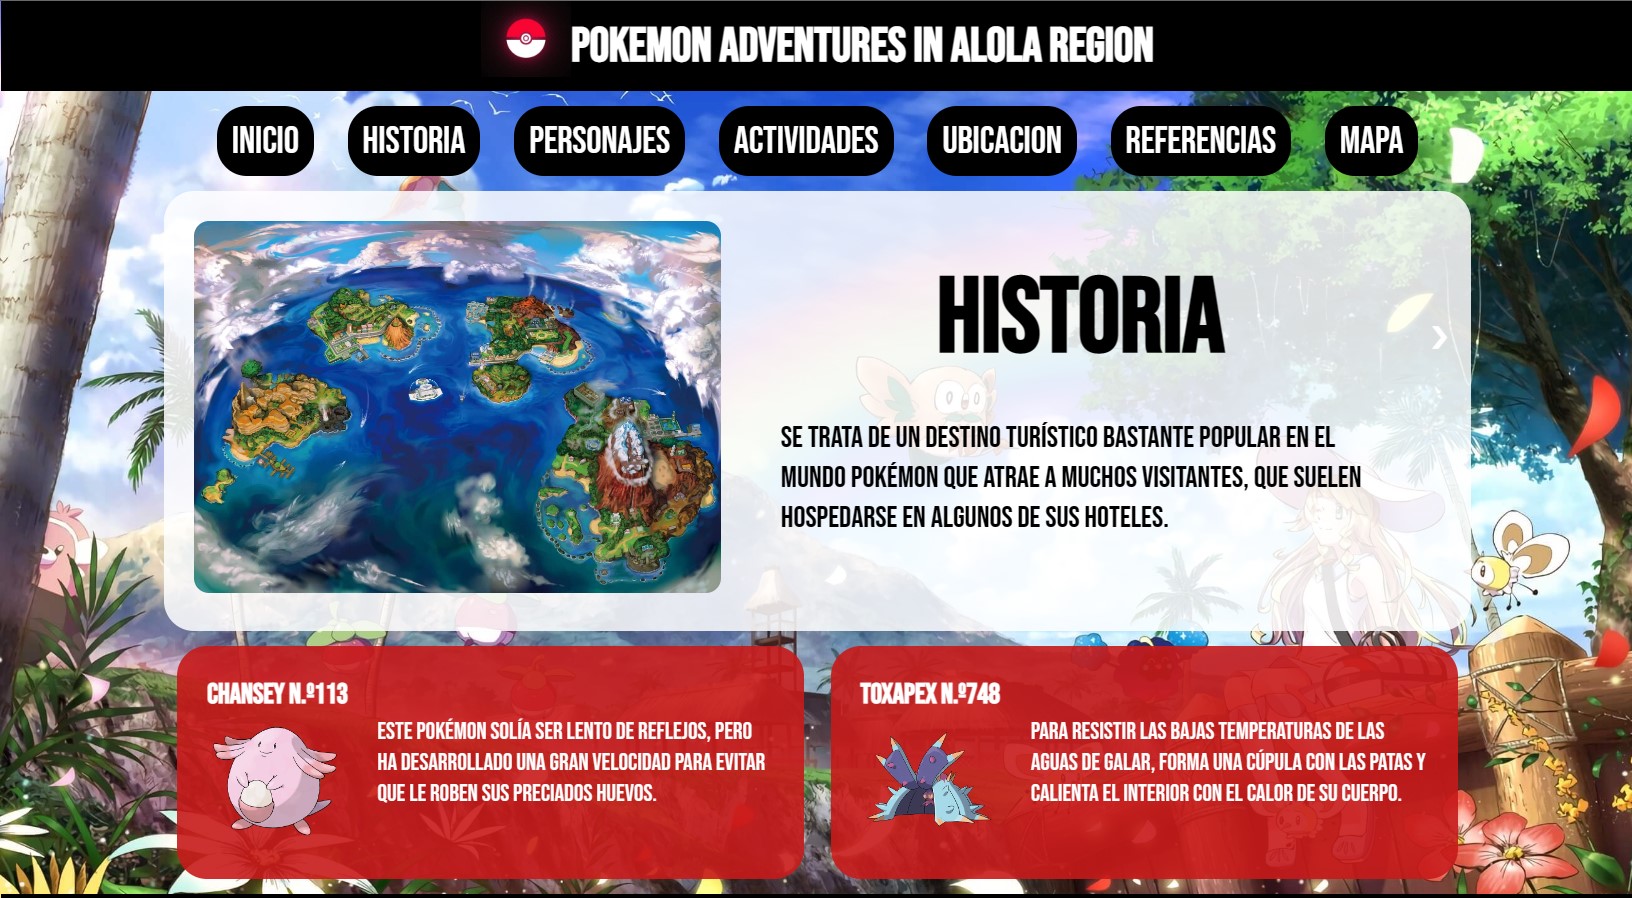 POKEMON ADVENTURES IN ALOLA REGION
INICIO
HISTORIA
PERSONAJES
ACTIVIDADES
UBICACION
REFERENCIAS
MAPA
HISTORIA
SE TRATA DE UN DESTINO TURÍSTICO BASTANTE POPULAR EN EL
MUNDO POKÉMON QUE ATRAE A MUCHOS VISITANTES, QUE SUELEN
HOSPEDARSE EN ALGUNOS DE SUS HOTELES.
CHANSEY N.º113
ESTE POKÉMON SOLÍA SER LENTO DE REFLEJOS, PERO
HA DESARROLLADO UNA GRAN VELOCIDAD PARA EVITAR
QUE LE ROBEN SUS PRECIADOS HUEVOS.
TOXAPEX N.º748
PARA RESISTIR LAS BAJAS TEMPERATURAS DE LAS
AGUAS DE GALAR, FORMA UNA CÚPULA CON LAS PATAS Y
CALIENTA EL INTERIOR CON EL CALOR DE SU CUERPO.